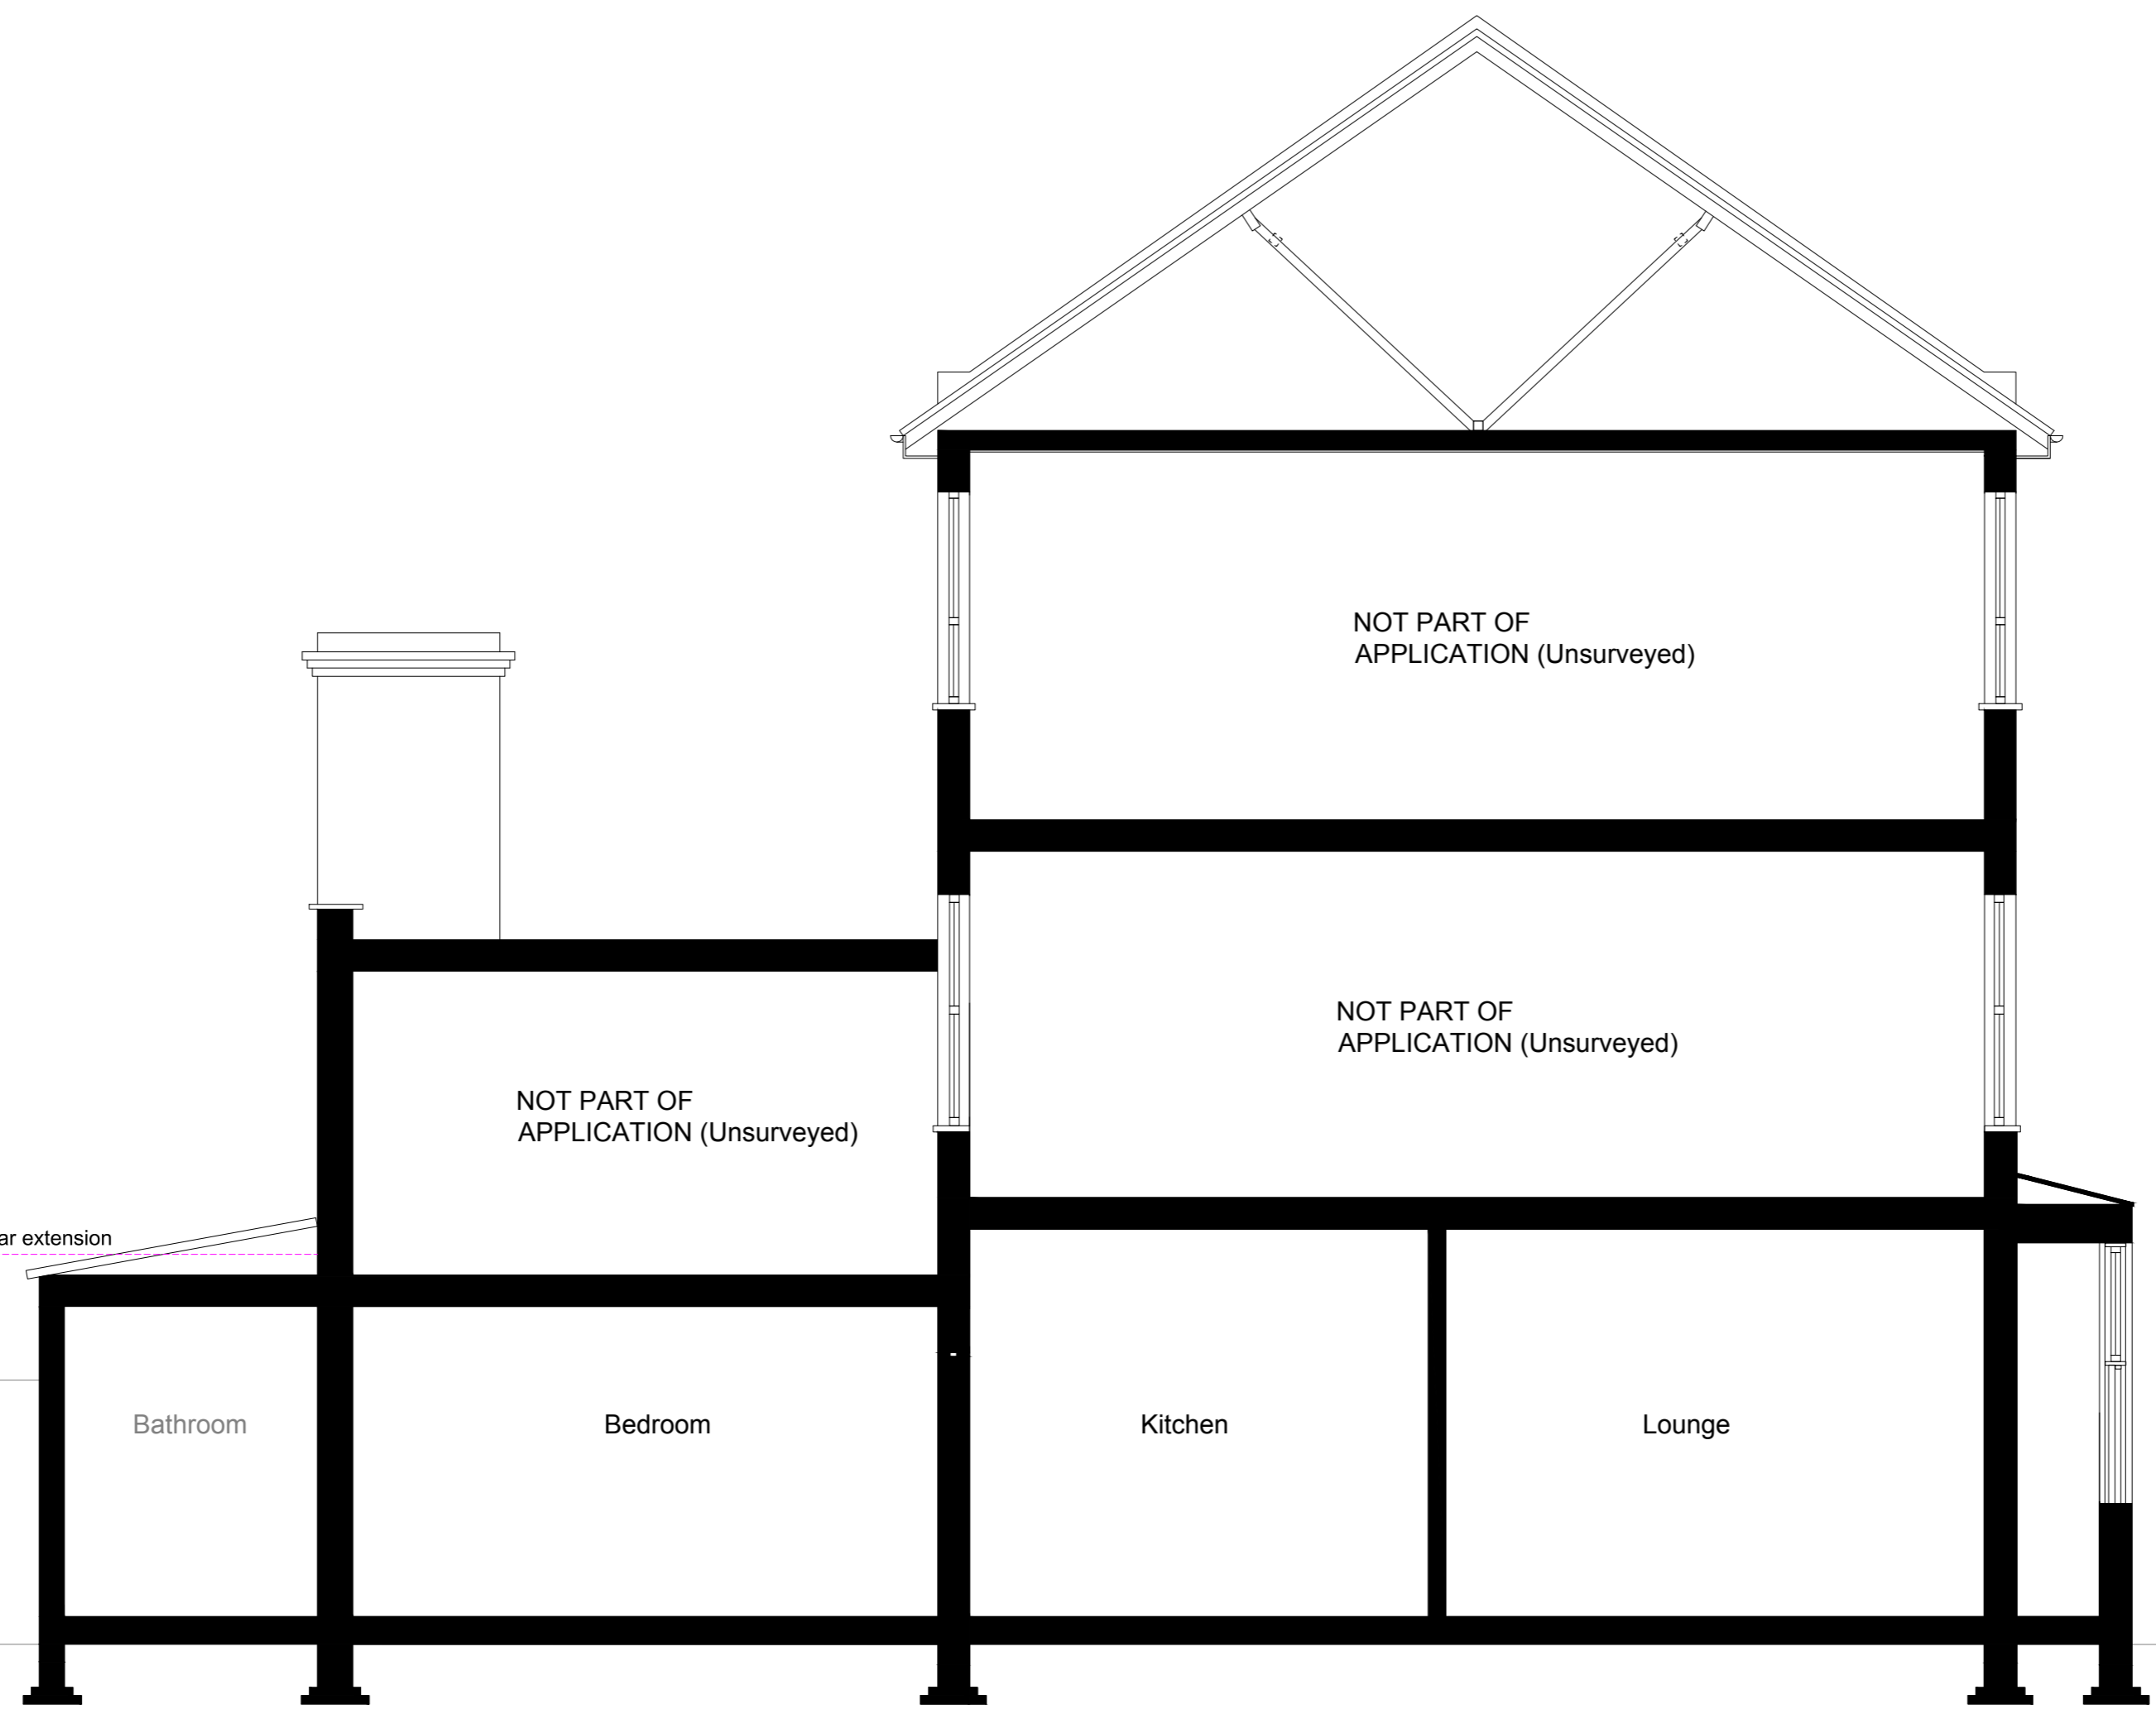 NOT PART OF
APPLICATION (Unsurveyed)
NOT PART OF
APPLICATION (Unsurveyed)
NOT PART OF
APPLICATION (Unsurveyed)
extension
Bathroom
Bedroom
Kitchen
Lounge